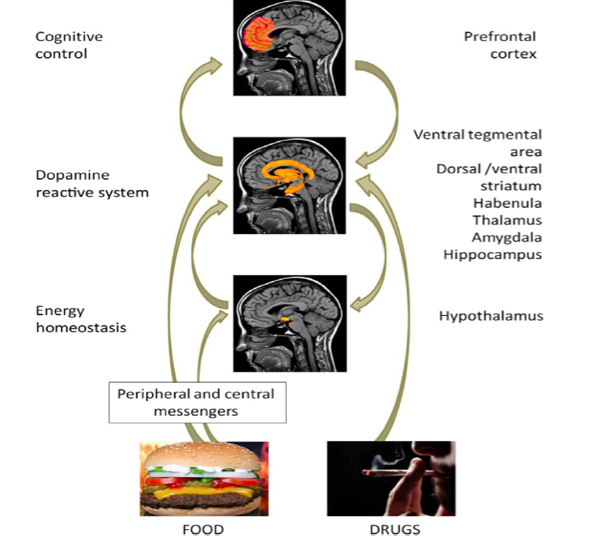 Cognitive
control
Prefrontal
cortex
Ventral tegmental
area
Dorsal /ventral
striatum
Habenula
Thalamus
Amygdala
Hippocampus
Dopamine
reactive system
Energy
homeostasis
Hypothalamus
Peripheral and central
messengers
FOOD
DRUGS